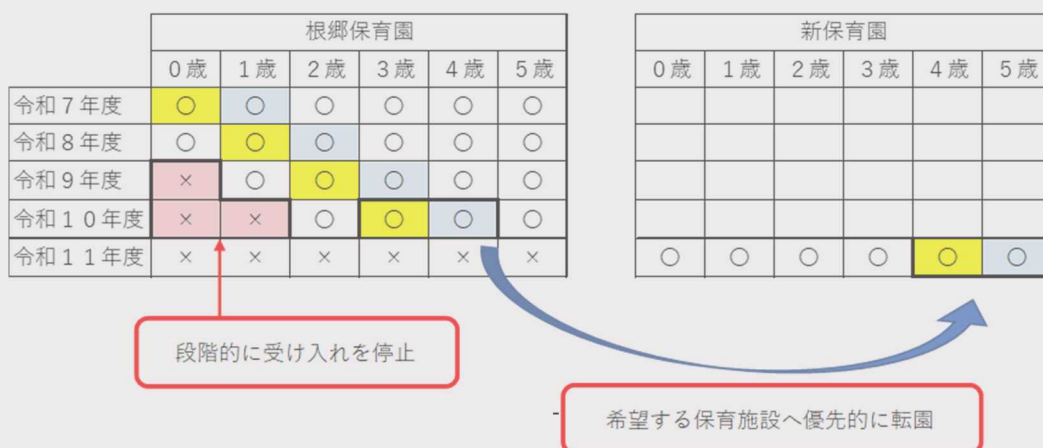 根郷保育園 新保育園
0歳 1歳 2歳 3歳 4歳 5歳 0歳 1歳 2歳 3歳 4歳 5歳
令和7年度 ○ ○ ○ ○ ○ ○
令和8年度 ○ ○ ○ ○ ○ ○
令和9年度 × ○ ○ ○ ○ ○
令和10年度 × × ○ ○ ○ ○
令和11年度 × × × × × × ○ ○ ○ ○ ○ ○
段階的に受け入れを停止
希望する保育施設へ優先的に転園